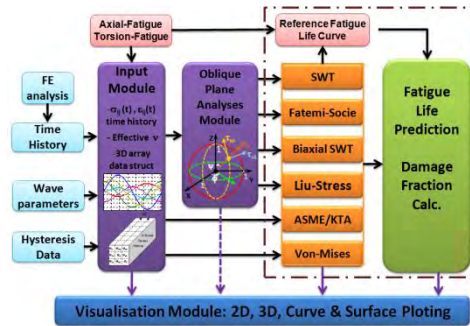 Axial-Fatigue
Torsion-Fatigue
Reference Fatigue
Life Curve
FE
analysis
Time
History
Wave
parameters
Hysteresis
Data
Input
Module
time history
- Effective ν
3D array
data struct
Oblique
Plane
Analyses
Module
Z
X
Y
SWT
Fatemi-Socie
Biaxial SWT
Liu-Stress
ASME/KTA
Von-Mises
Fatigue
Life
Prediction
Damage
Fraction
Calc.
Visualisation Module: 2D, 3D, Curve & Surface Ploting